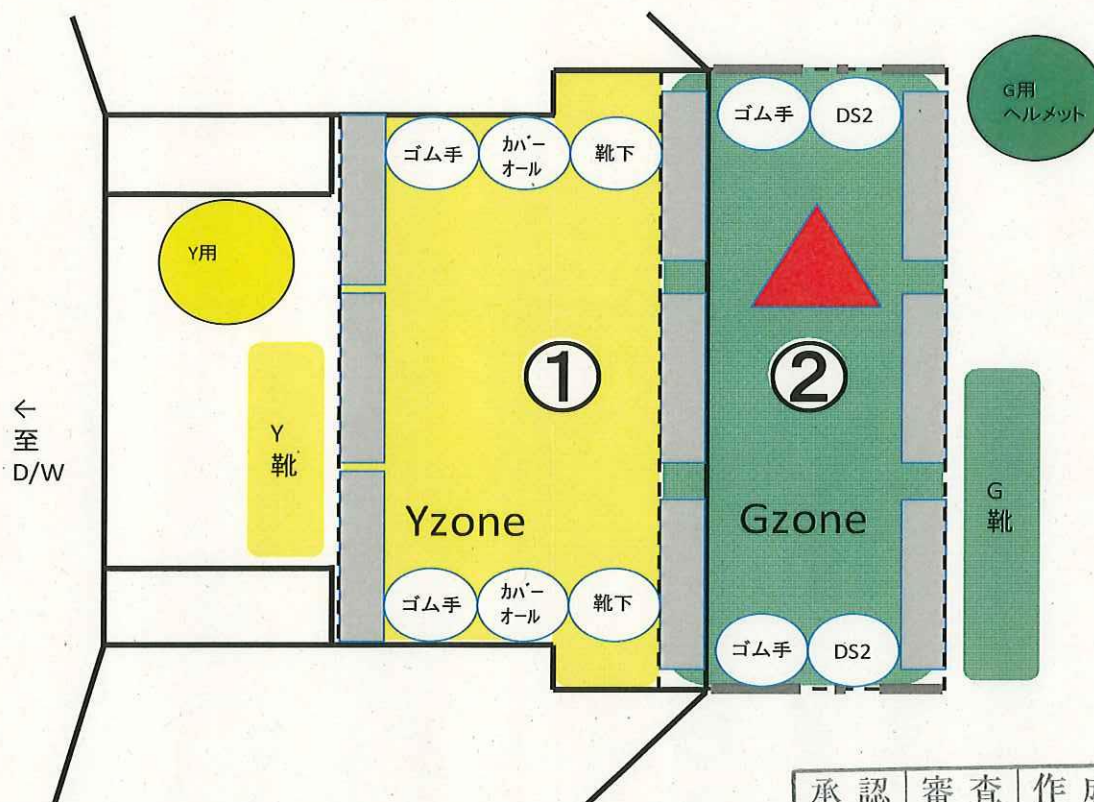 G用
ヘルメット
ゴム手
DS2
ゴム手
カバー
オール
靴下
Y用
①
②
←
至
D/W
Y
靴
G
靴
Yzone
Gzone
ゴム手
カバー
オール
靴下
ゴム手
DS2
承認 審査 作成